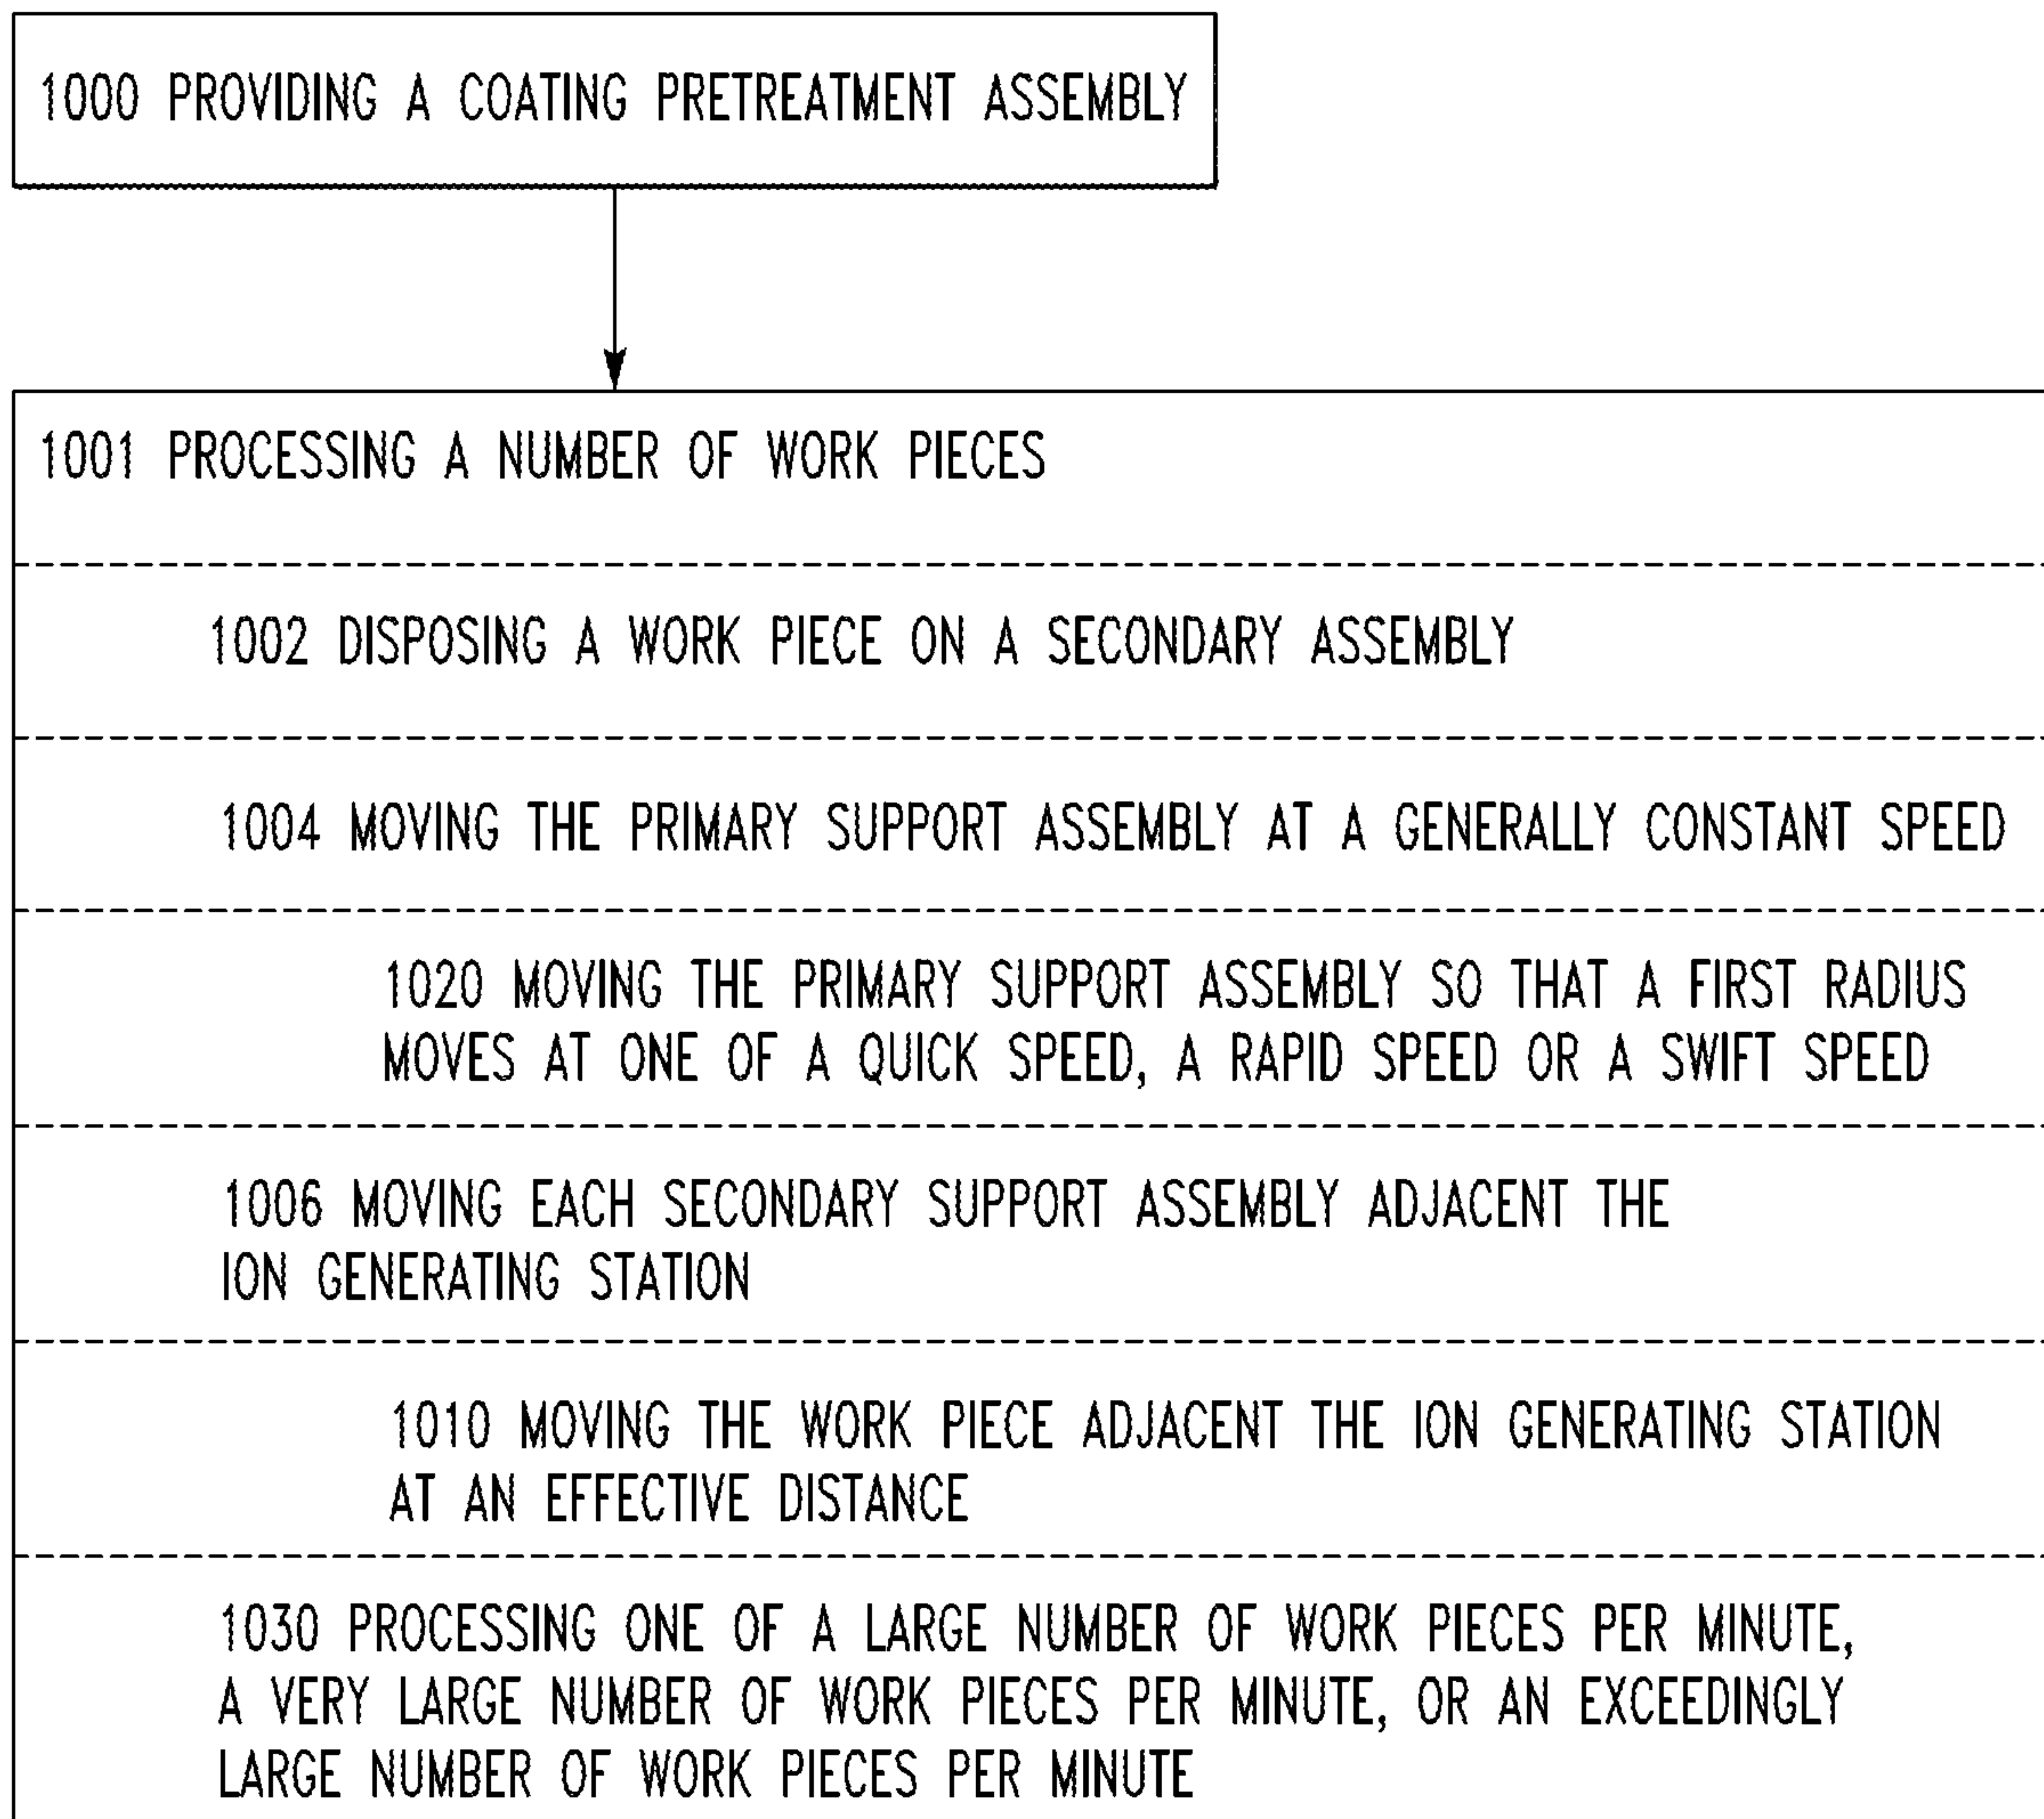 1000 PROVIDING A COATING PRETREATMENT ASSEMBLY
1001 PROCESSING A NUMBER OF WORK PIECES
1002 DISPOSING A WORK PIECE ON A SECONDARY ASSEMBLY
1004 MOVING THE PRIMARY SUPPORT ASSEMBLY AT A GENERALLY CONSTANT SPEED
1020 MOVING THE PRIMARY SUPPORT ASSEMBLY SO THAT A FIRST RADIUS
MOVES AT ONE OF A QUICK SPEED, A RAPID SPEED OR A SWIFT SPEED
1006 MOVING EACH SECONDARY SUPPORT ASSEMBLY ADJACENT THE
ION GENERATING STATION
1010 MOVING THE WORK PIECE ADJACENT THE ION GENERATING STATION
AT AN EFFECTIVE DISTANCE
1030 PROCESSING ONE OF A LARGE NUMBER OF WORK PIECES PER MINUTE,
A VERY LARGE NUMBER OF WORK PIECES PER MINUTE, OR AN EXCEEDINGLY
LARGE NUMBER OF WORK PIECES PER MINUTE